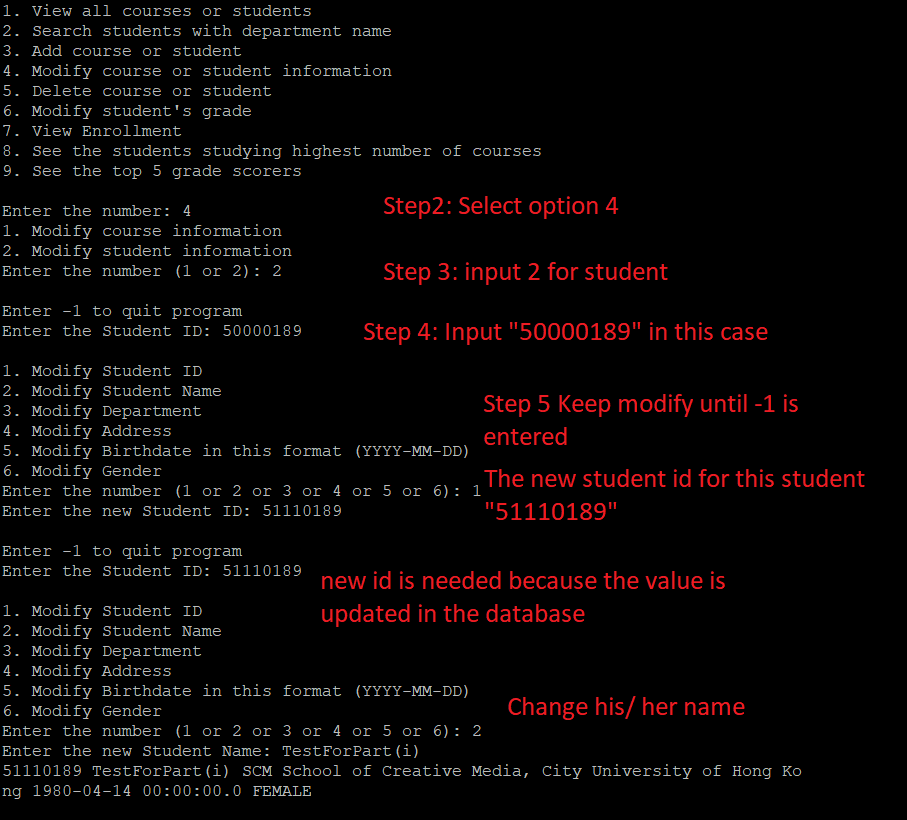 1. View all courses or students
2. Search students with department name
3. Add course or student
4. Modify course or student information
5. Delete course or student
6. Modify student's grade
7. View Enrollment
8. See the students studying highest number of courses
9. See the top 5 grade scorers
Enter the number: 4
Step2: Select option 4
1. Modify course information
2. Modify student information
Enter the number (1 or 2): 2
Step 3: input 2 for student
Enter -1 to quit program
Enter the Student ID: 50000189
Step 4: Input "50000189" in this case
1. Modify Student ID
2. Modify Student Name
3. Modify Department
4. Modify Address
5. Modify Birthdate in this format (YYYY-MM-DD)
6. Modify Gender
Step 5 Keep modify until -1 is
entered
Enter the number (1 or 2 or 3 or 4 or 5 or 6): 1
Enter the new Student ID: 51110189
The new student id for this student
"51110189"
Enter -1 to quit program
Enter the Student ID: 51110189
new id is needed because the value is
updated in the database
1. Modify Student ID
2. Modify Student Name
3. Modify Department
4. Modify Address
5. Modify Birthdate in this format (YYYY-MM-DD)
6. Modify Gender
Change his/ her name
Enter the number (1 or 2 or 3 or 4 or 5 or 6): 2
Enter the new Student Name: TestForPart(i)
51110189 TestForPart(i) SCM School of Creative Media, City University of Hong Ko
ng 1980-04-14 00:00:00.0 FEMALE